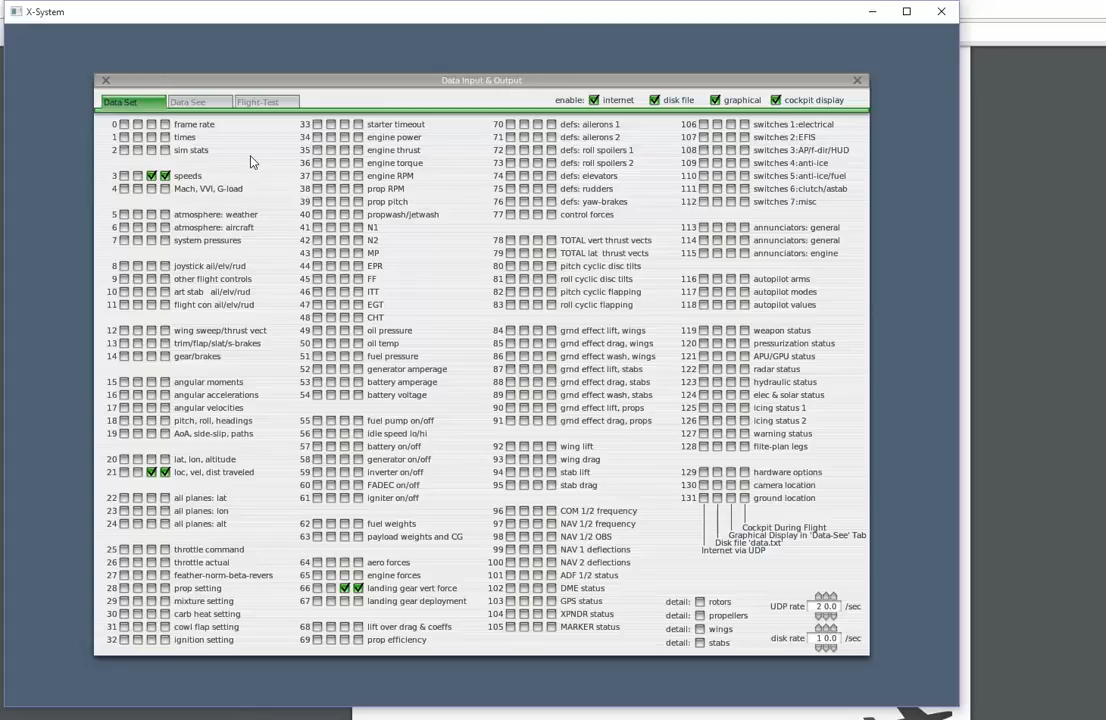 X-System
Data Input & Output
Data Set Data See Flight-Test enable: internet disk file graphical cockpit display
0 frame rate
1 times
2 sim stats
3 speeds
4 Mach, VVI, G-load
5 atmosphere: weather
6 atmosphere: aircraft
7 system pressures
8 joystick ail/elv/rud
9 other flight controls
10 art stab ail/elv/rud
11 flight con ail/elv/rud
12 wing sweep/thrust vect
13 trim/flap/slat/s-brakes
14 gear/brakes
15 angular moments
16 angular accelerations
17 angular velocities
18 pitch, roll, headings
19 AoA, side-slip, paths
20 lat, lon, altitude
21 loc, vel, dist traveled
22 all planes: lat
23 all planes: lon
24 all planes: alt
25 throttle command
26 throttle actual
27 feather-norm-beta-revers
28 prop setting
29 mixture setting
30 carb heat setting
31 cowl flap setting
32 ignition setting
33 starter timeout
34 engine power
35 engine thrust
36 engine torque
37 engine RPM
38 prop RPM
39 prop pitch
40 propwash/jetwash
41 N1
42 N2
43 MP
44 EPR
45 FF
46 ITT
47 EGT
48 CHT
49 oil pressure
50 oil temp
51 fuel pressure
52 generator amperage
53 battery amperage
54 battery voltage
55 fuel pump on/off
56 idle speed lo/hi
57 battery on/off
58 generator on/off
59 inverter on/off
60 FADEC on/off
61 igniter on/off
62 fuel weights
63 payload weights and CG
64 aero forces
65 engine forces
66 landing gear vert force
67 landing gear deployment
68 lift over drag & coeffs
69 prop efficiency
70 defs: ailerons 1
71 defs: ailerons 2
72 defs: roll spoilers 1
73 defs: roll spoilers 2
74 defs: elevators
75 defs: rudders
76 defs: yaw-brakes
77 control forces
78 TOTAL vert thrust vects
79 TOTAL lat thrust vects
80 pitch cyclic disc tilts
81 roll cyclic disc tilts
82 pitch cyclic flapping
83 roll cyclic flapping
84 grnd effect lift, wings
85 grnd effect drag, wings
86 grnd effect wash, wings
87 grnd effect lift, stabs
88 grnd effect drag, stabs
89 grnd effect wash, stabs
90 grnd effect lift, props
91 grnd effect drag, props
92 wing lift
93 wing drag
94 stab lift
95 stab drag
96 COM 1/2 frequency
97 NAV 1/2 frequency
98 NAV 1/2 OBS
99 NAV 1 deflections
100 NAV 2 deflections
101 ADF 1/2 status
102 DME status
103 GPS status
104 XPNDR status
105 MARKER status
106 switches 1:electrical
107 switches 2:EFIS
108 switches 3:AP/f-dir/HUD
109 switches 4:anti-ice
110 switches 5:anti-ice/fuel
111 switches 6:clutch/astab
112 switches 7:misc
113 annunciators: general
114 annunciators: general
115 annunciators: engine
116 autopilot arms
117 autopilot modes
118 autopilot values
119 weapon status
120 pressurization status
121 APU/GPU status
122 radar status
123 hydraulic status
124 elec & solar status
125 icing status 1
126 icing status 2
127 warning status
128 flite-plan legs
129 hardware options
130 camera location
131 ground location
Cockpit During Flight
Graphical Display in 'Data-See' Tab
Disk file 'data.txt'
Internet via UDP
detail: rotors
detail: propellers
detail: wings
detail: stabs
UDP rate 2 0.0 /sec
disk rate 1 0.0 /sec